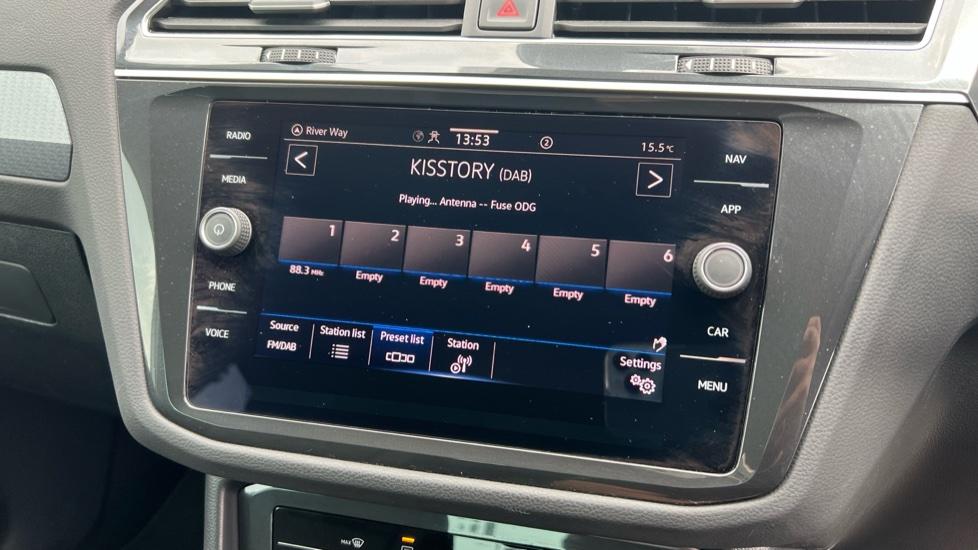 RADIO
MEDIA
PHONE
VOICE
River Way
13:53
2
15.5°C
KISSTORY (DAB)
Playing... Antenna -- Fuse ODG
1 2 3 4 5 6
88.3 MHz Empty Empty Empty Empty Empty
Source Station list Preset list Station Settings
FM/DAB
NAV
APP
CAR
MENU
MAX